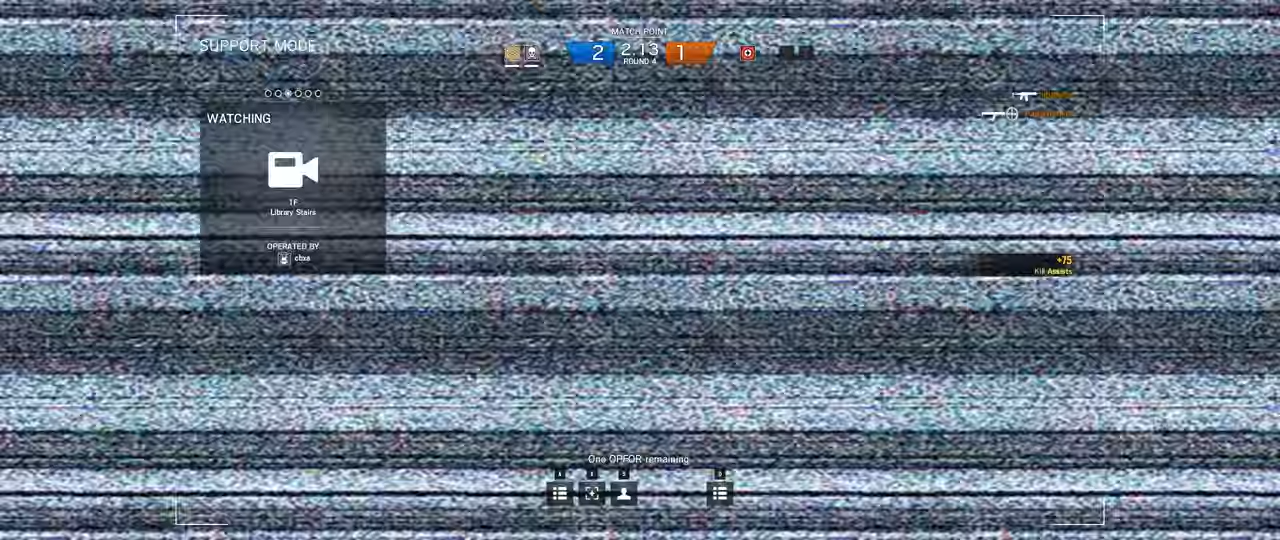 MATCH POINT
SUPPORT MODE
2 2:13 1
ROUND 4
WATCHING
1F
Library Stairs
OPERATED BY
cbxs
+75
Kill Assists
One OPFOR remaining